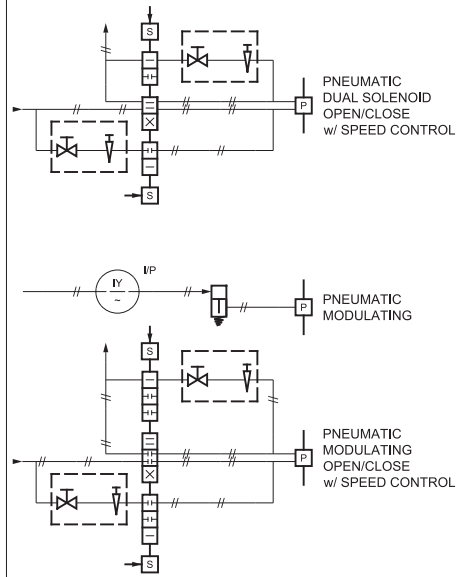 S
P
PNEUMATIC
DUAL SOLENOID
OPEN/CLOSE
w/ SPEED CONTROL
S
I/P
IY
~
P
PNEUMATIC
MODULATING
S
P
PNEUMATIC
MODULATING
OPEN/CLOSE
w/ SPEED CONTROL
S